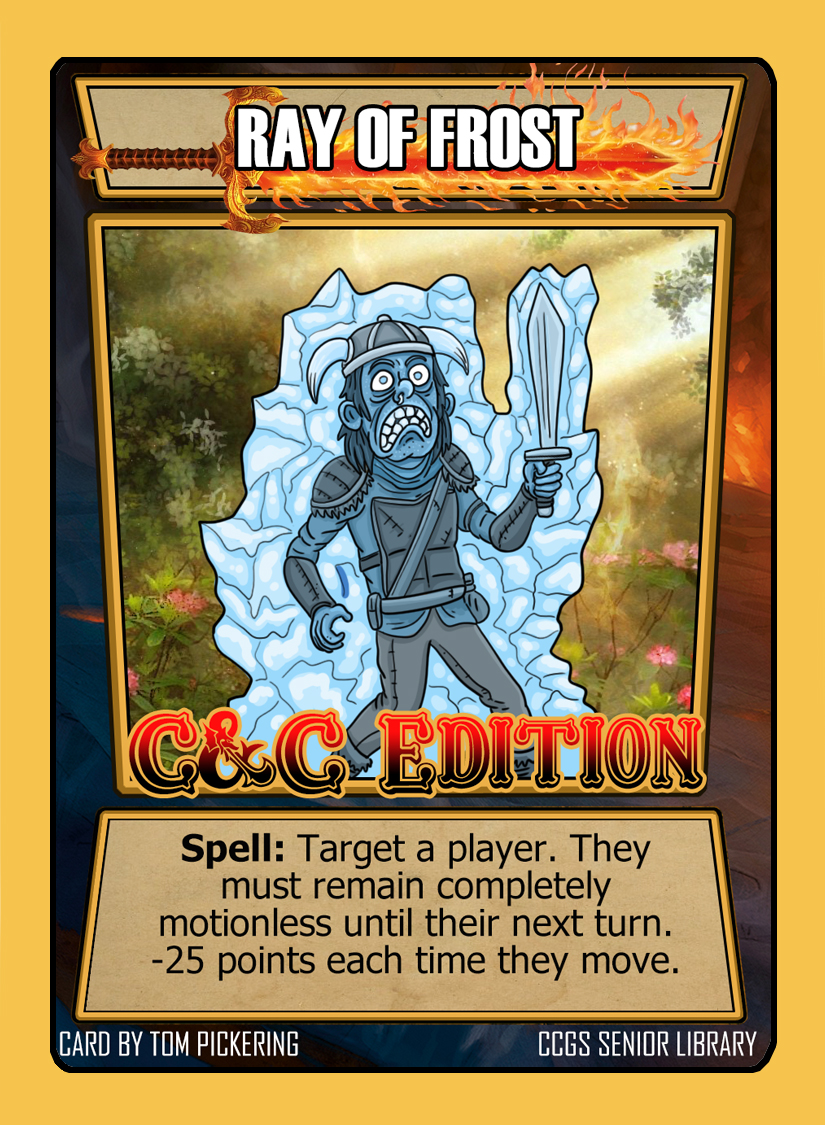 RAY OF FROST
C&C EDITION
Spell: Target a player. They
must remain completely
motionless until their next turn.
-25 points each time they move.
CARD BY TOM PICKERING
CCGS SENIOR LIBRARY